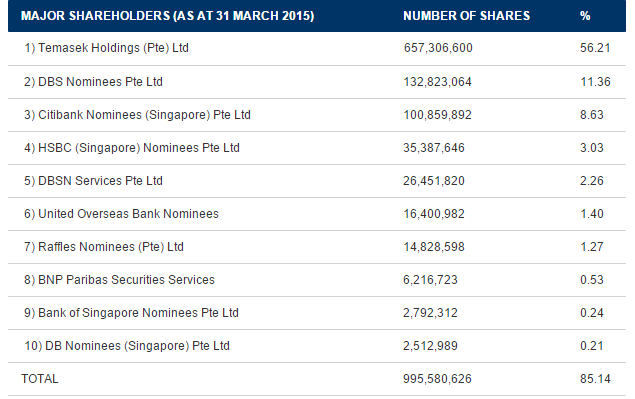 MAJOR SHAREHOLDERS (AS AT 31 MARCH 2015) NUMBER OF SHARES %
1) Temasek Holdings (Pte) Ltd 657,306,600 56.21
2) DBS Nominees Pte Ltd 132,823,064 11.36
3) Citibank Nominees (Singapore) Pte Ltd 100,859,892 8.63
4) HSBC (Singapore) Nominees Pte Ltd 35,387,646 3.03
5) DBSN Services Pte Ltd 26,451,820 2.26
6) United Overseas Bank Nominees 16,400,982 1.40
7) Raffles Nominees (Pte) Ltd 14,828,598 1.27
8) BNP Paribas Securities Services 6,216,723 0.53
9) Bank of Singapore Nominees Pte Ltd 2,792,312 0.24
10) DB Nominees (Singapore) Pte Ltd 2,512,989 0.21
TOTAL 995,580,626 85.14